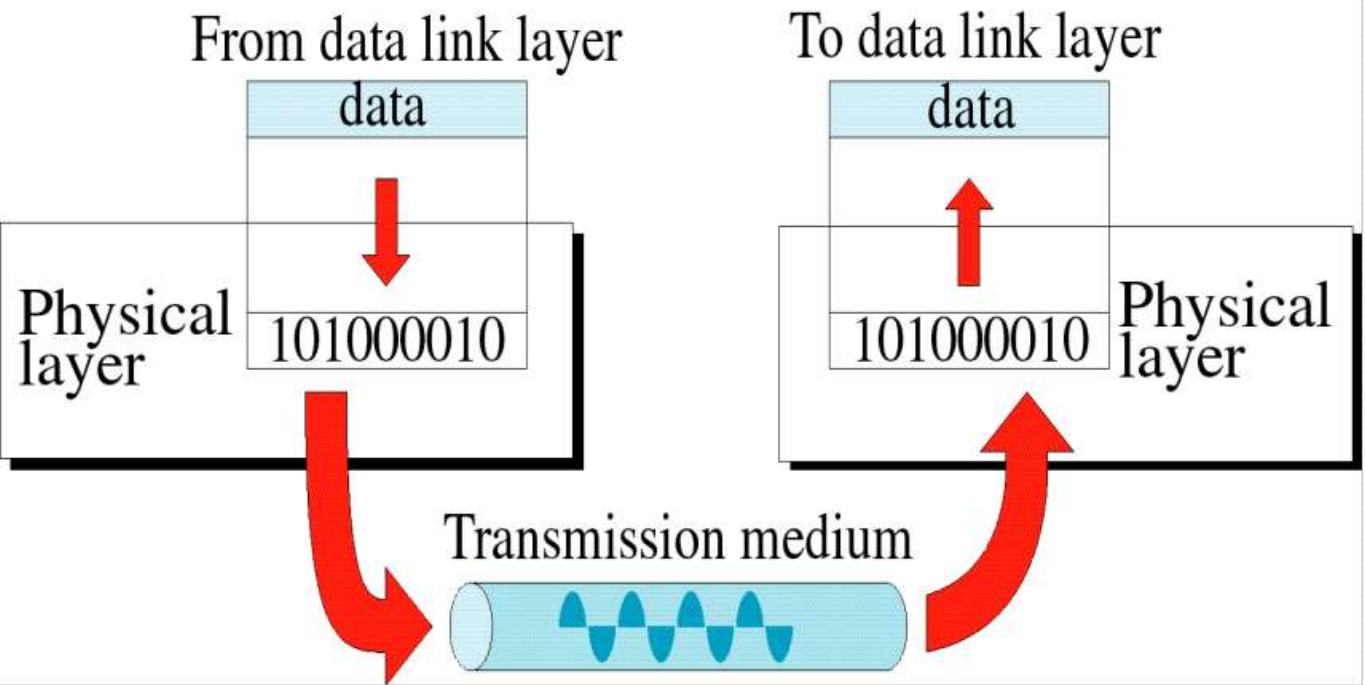 From data link layer
data
Physical
layer
101000010
To data link layer
data
101000010
Physical
layer
Transmission medium